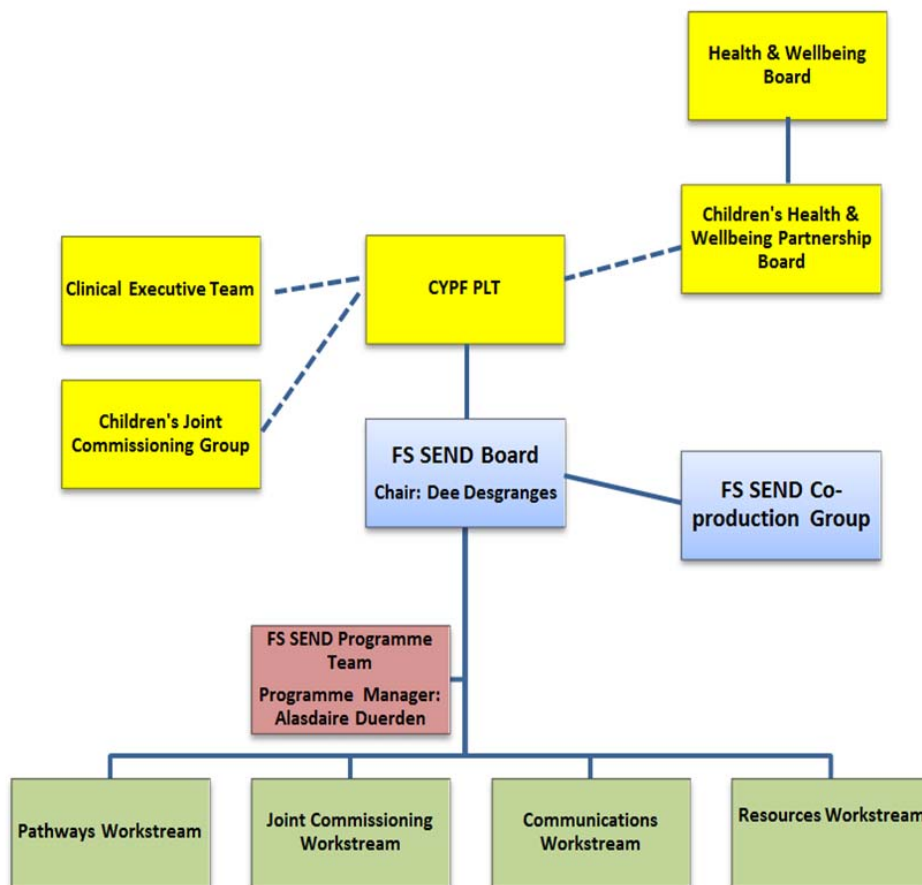 Health & Wellbeing
Board
Children's Health &
Wellbeing Partnership
Board
Clinical Executive Team
CYPF PLT
Children's Joint
Commissioning Group
FS SEND Board
Chair: Dee Desgranges
FS SEND Co-
production Group
FS SEND Programme
Team
Programme Manager:
Alasdaire Duerden
Pathways Workstream
Joint Commissioning
Workstream
Communications
Workstream
Resources Workstream